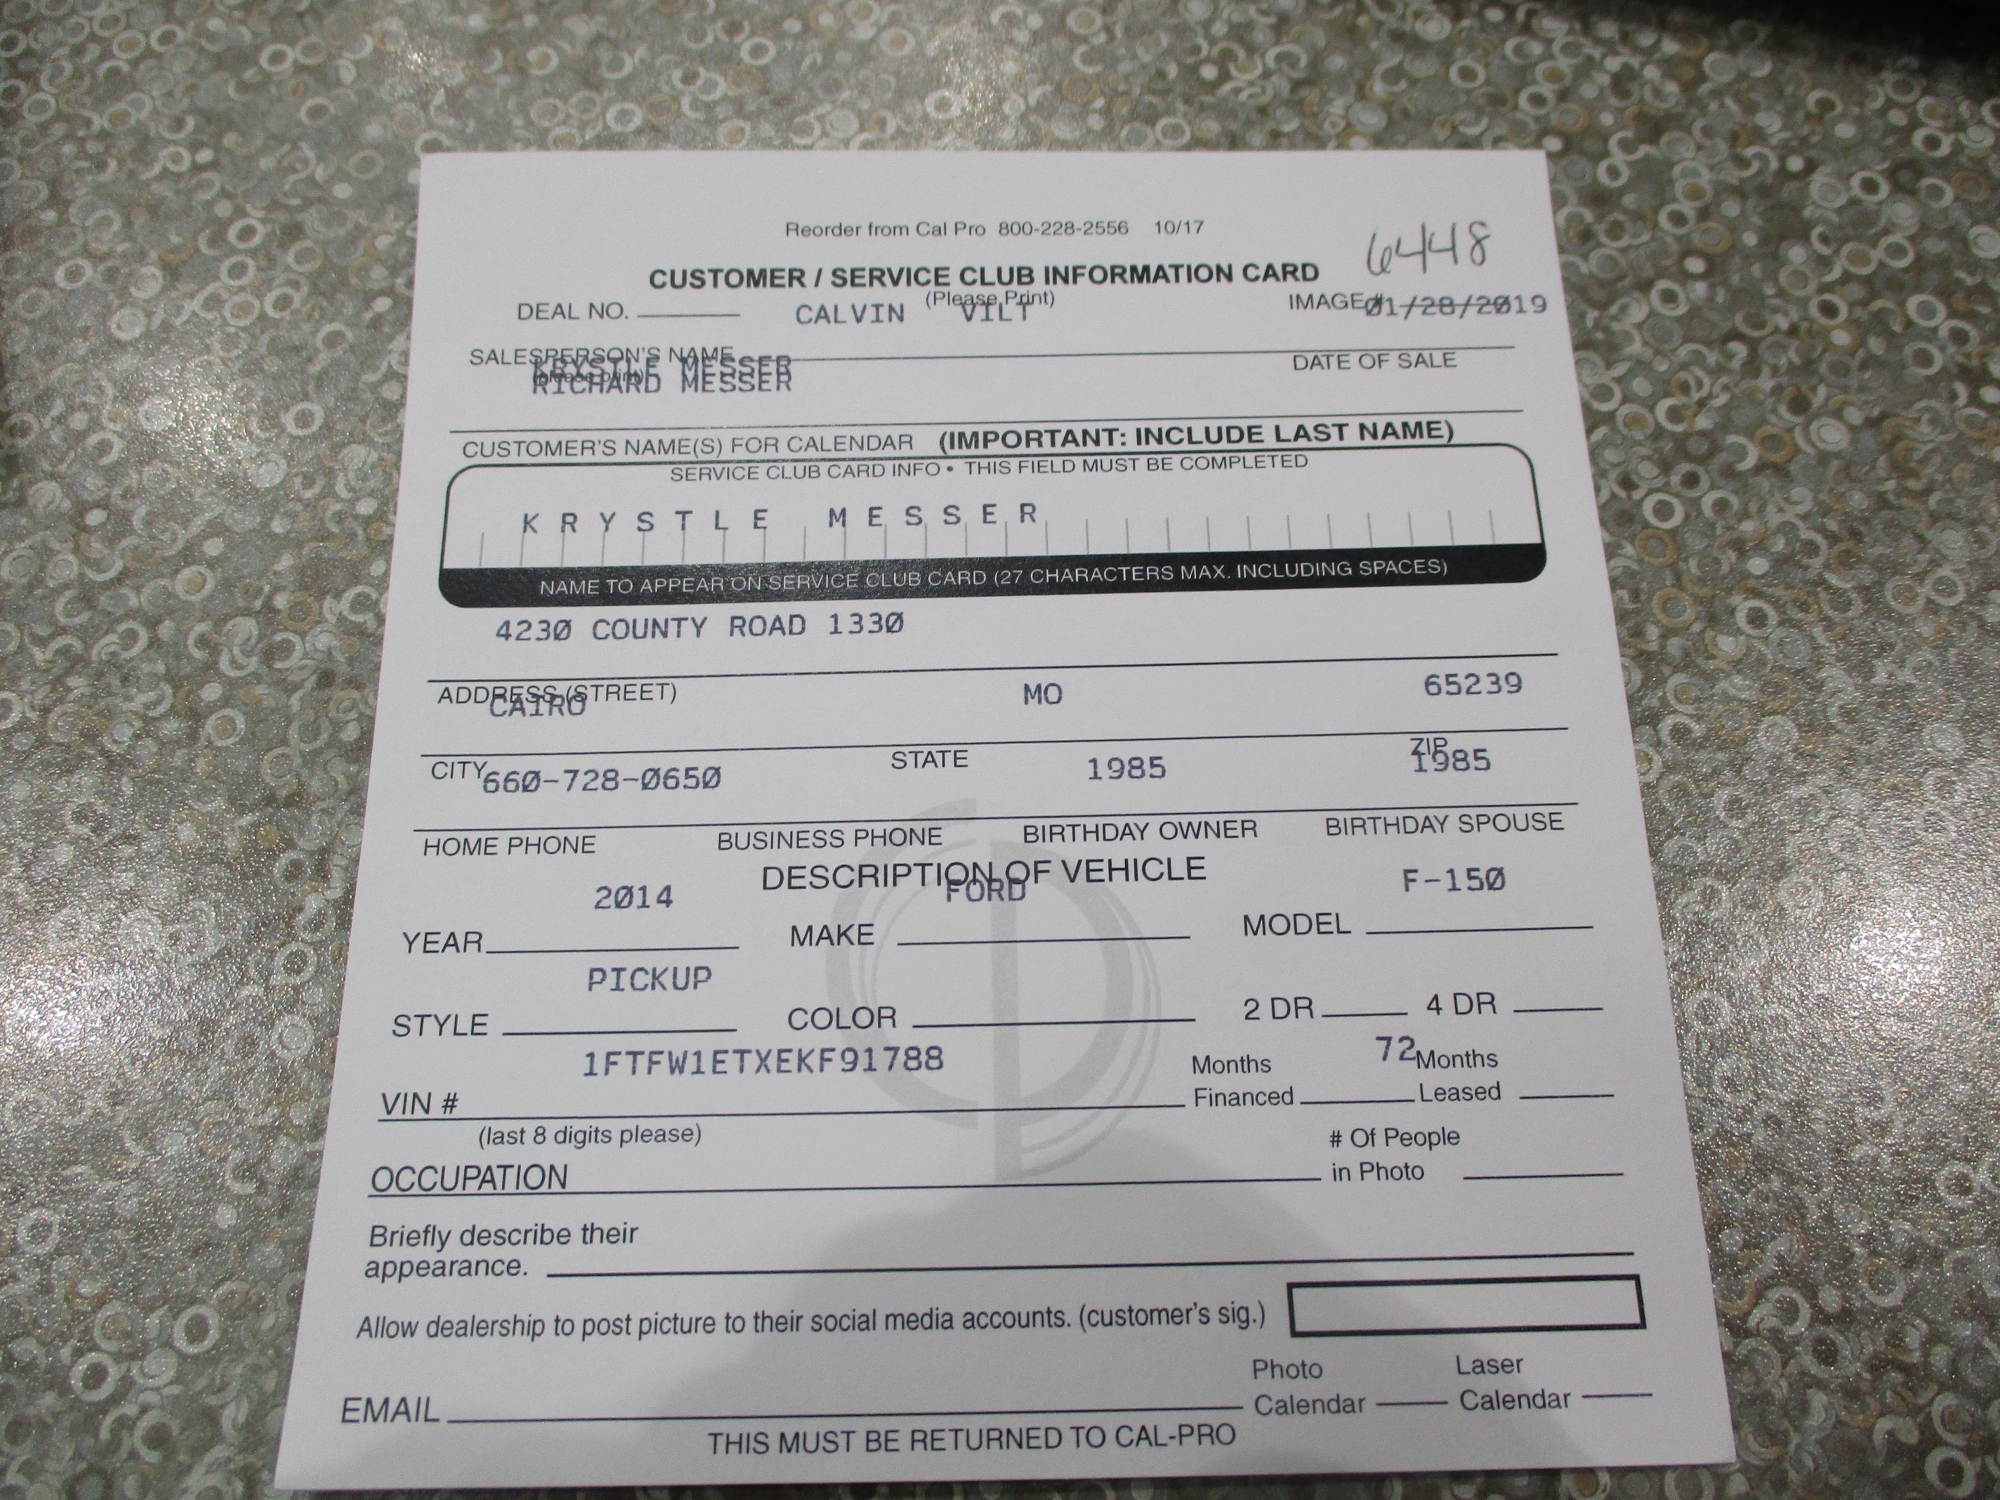 Reorder from Cal Pro 800-228-2556 10/17
6448
CUSTOMER / SERVICE CLUB INFORMATION CARD
(Please Print)
DEAL NO. CALVIN VILT IMAGE# 01/28/2019
SALESPERSON'S NAME DATE OF SALE
(please print)
KRYSTLE MESSER
RICHARD MESSER
CUSTOMER'S NAME(S) FOR CALENDAR (IMPORTANT: INCLUDE LAST NAME)
SERVICE CLUB CARD INFO • THIS FIELD MUST BE COMPLETED
KRYSTLE MESSER
NAME TO APPEAR ON SERVICE CLUB CARD (27 CHARACTERS MAX. INCLUDING SPACES)
4230 COUNTY ROAD 1330
ADDRESS (STREET)
CAIRO MO 65239
CITY STATE ZIP
660-728-0650 1985 1985
HOME PHONE BUSINESS PHONE BIRTHDAY OWNER BIRTHDAY SPOUSE
DESCRIPTION OF VEHICLE
2014 FORD F-150
YEAR MAKE MODEL
PICKUP
STYLE COLOR 2 DR 4 DR
1FTFW1ETXEKF91788 Months 72 Months
VIN # Financed Leased
(last 8 digits please) # Of People
OCCUPATION in Photo
Briefly describe their
appearance.
Allow dealership to post picture to their social media accounts. (customer's sig.)
Photo Laser
EMAIL Calendar Calendar
THIS MUST BE RETURNED TO CAL-PRO